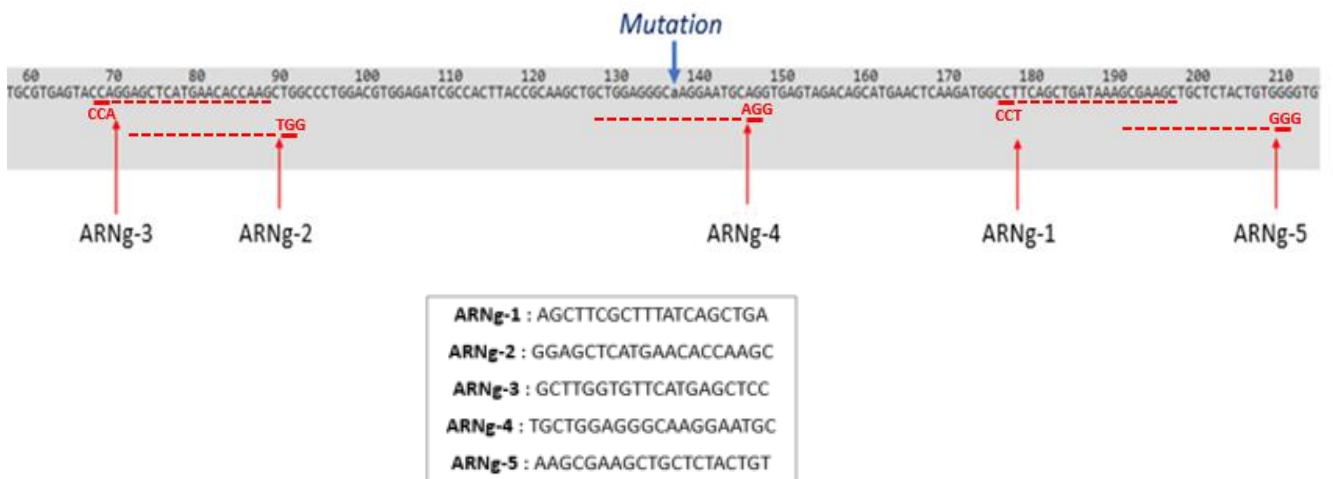 Mutation
60 70 80 90 100 110 120 130 140 150 160 170 180 190 200 210
TGCGTGAGTACCAGGAGCTCATGAACACCAAGCTGGCCCTGGACGTGGAGATCGCCACTTACCGCAAGCTGCTGGAGGGCaAGGAATGCAGGTGAGTAGACAGCATGAACTCAAGATGGCCTTCAGCTGATAAAGCGAAGCTGCTCTACTGTGGGGTG
CCA TGG AGG CCT GGG
ARNg-3 ARNg-2 ARNg-4 ARNg-1 ARNg-5
ARNg-1 : AGCTTCGCTTTATCAGCTGA
ARNg-2 : GGAGCTCATGAACACCAAGC
ARNg-3 : GCTTGGTGTTCATGAGCTCC
ARNg-4 : TGCTGGAGGGCAAGGAATGC
ARNg-5 : AAGCGAAGCTGCTCTACTGT